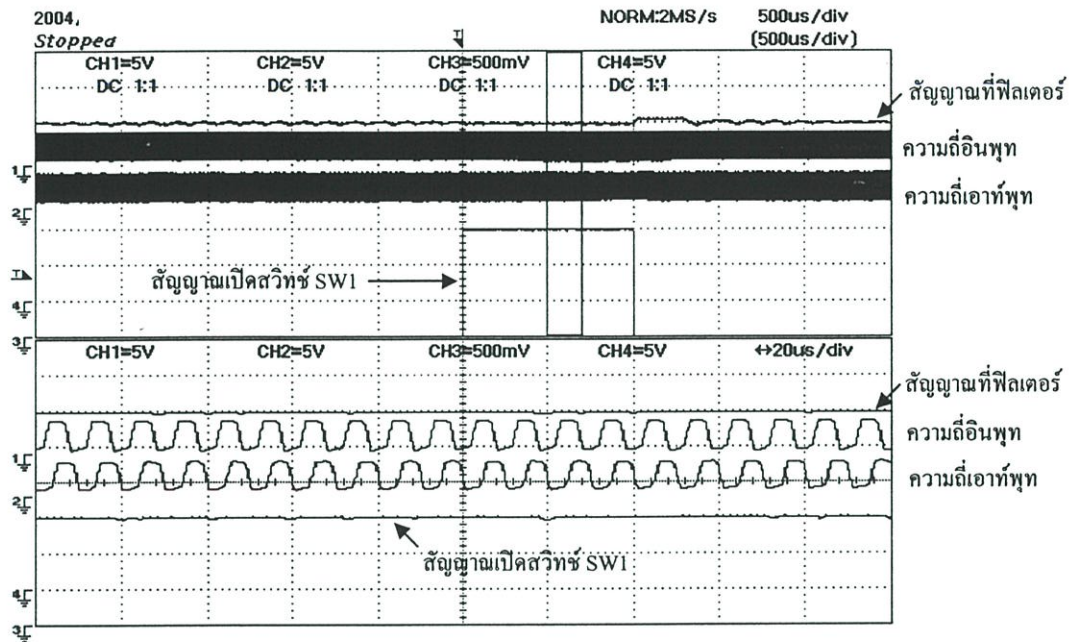 2004,
NORM:2MS/s 500us/div
Stopped (500us/div)
CH1=5V CH2=5V CH3=500mV CH4=5V
DC 1:1 DC 1:1 DC 1:1 DC 1:1
สัญญาณที่ฟิลเตอร์
ความถี่อินพุท
ความถี่เอาท์พุท
สัญญาณเปิดสวิทช์ SW1
CH1=5V CH2=5V CH3=500mV CH4=5V ↔20us/div
สัญญาณที่ฟิลเตอร์
ความถี่อินพุท
ความถี่เอาท์พุท
สัญญาณเปิดสวิทช์ SW1